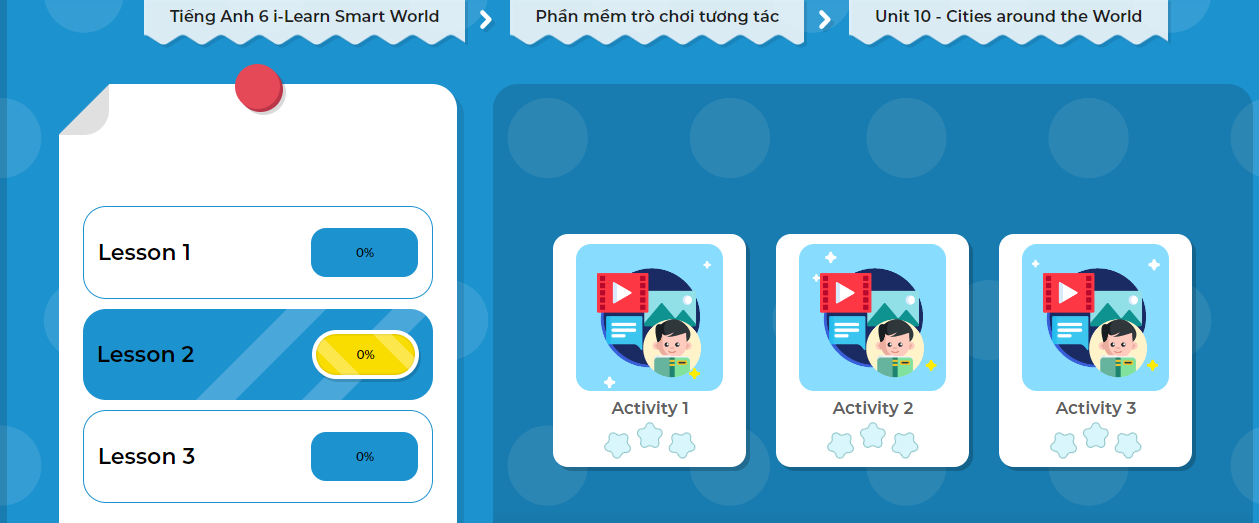 Tiếng Anh 6 i-Learn Smart World
Phần mềm trò chơi tương tác
Unit 10 - Cities around the World
Lesson 1
0%
Lesson 2
0%
Lesson 3
0%
Activity 1
Activity 2
Activity 3